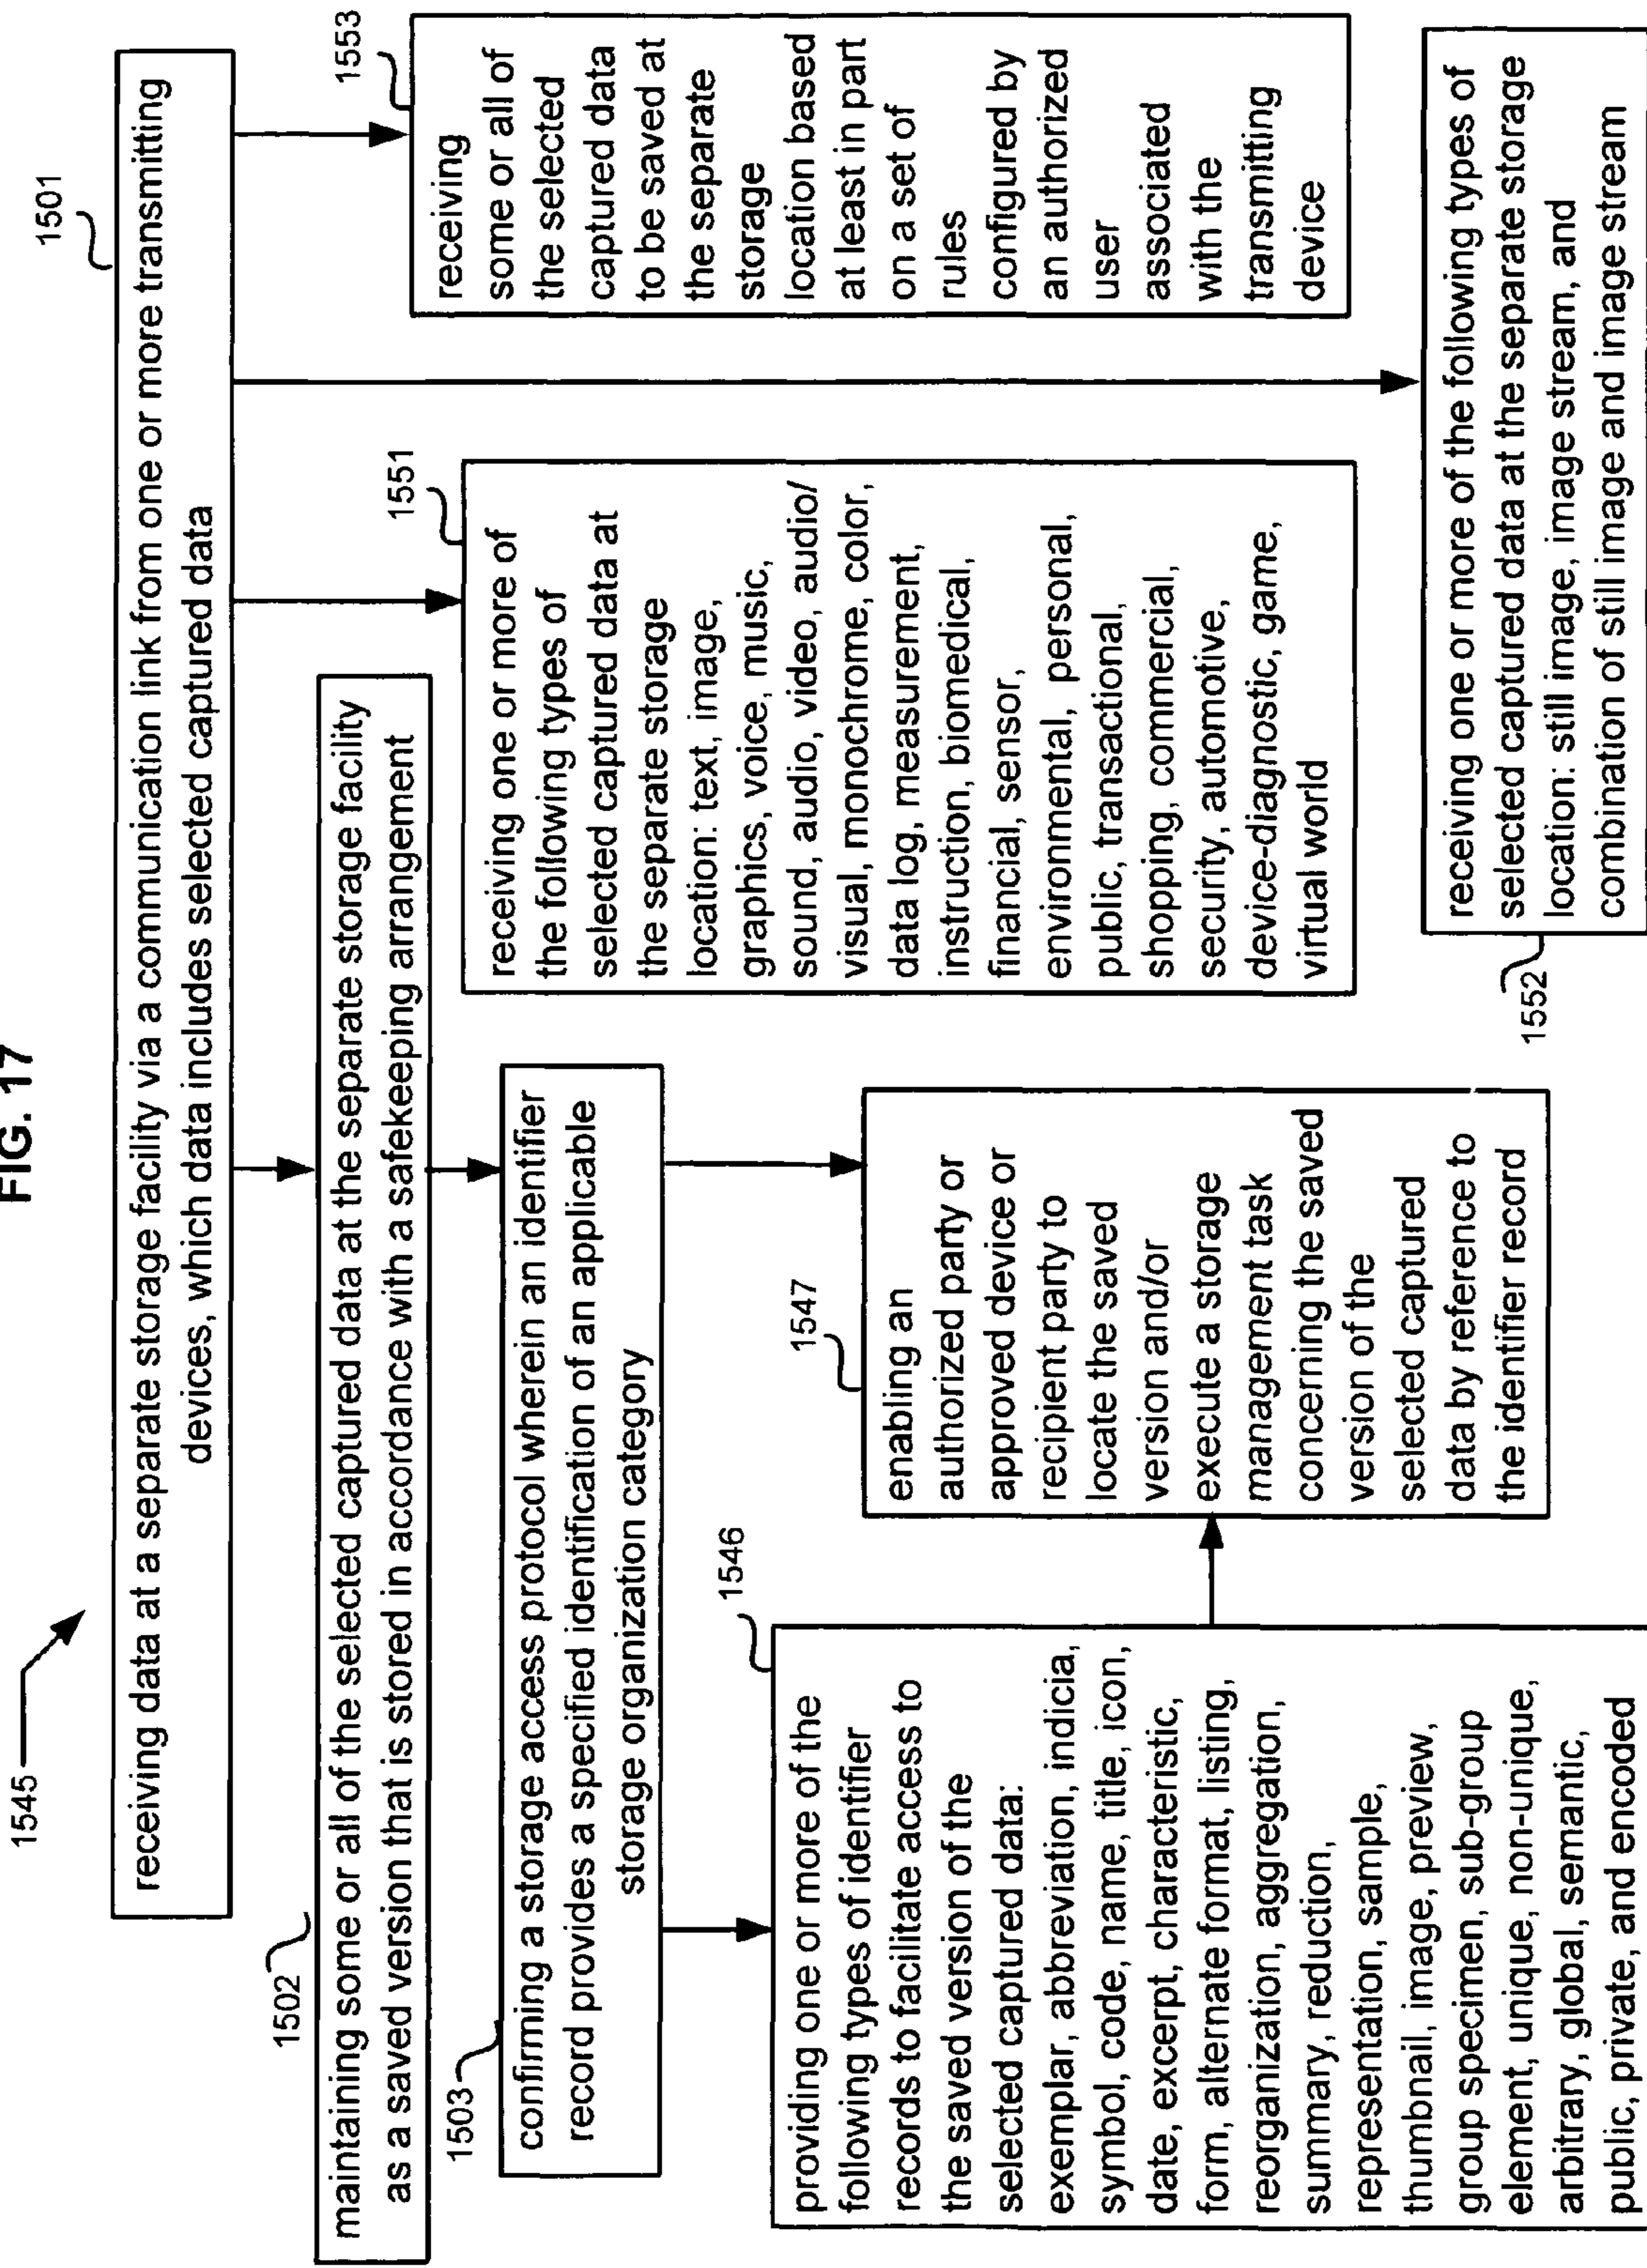 FIG. 17
1545
1501
receiving data at a separate storage facility via a communication link from one or more transmitting
devices, which data includes selected captured data
1502
maintaining some or all of the selected captured data at the separate storage facility
as a saved version that is stored in accordance with a safekeeping arrangement
1503
confirming a storage access protocol wherein an identifier
record provides a specified identification of an applicable
storage organization category
1546
providing one or more of the
following types of identifier
records to facilitate access to
the saved version of the
selected captured data:
exemplar, abbreviation, indicia,
symbol, code, name, title, icon,
date, excerpt, characteristic,
form, alternate format, listing,
reorganization, aggregation,
summary, reduction,
representation, sample,
thumbnail, image, preview,
group specimen, sub-group
element, unique, non-unique,
arbitrary, global, semantic,
public, private, and encoded
1547
enabling an
authorized party or
approved device or
recipient party to
locate the saved
version and/or
execute a storage
management task
concerning the saved
version of the
selected captured
data by reference to
the identifier record
1551
receiving one or more of
the following types of
selected captured data at
the separate storage
location: text, image,
graphics, voice, music,
sound, audio, video, audio/
visual, monochrome, color,
data log, measurement,
instruction, biomedical,
financial, sensor,
environmental, personal,
public, transactional,
shopping, commercial,
security, automotive,
device-diagnostic, game,
virtual world
1553
receiving
some or all of
the selected
captured data
to be saved at
the separate
storage
location based
at least in part
on a set of
rules
configured by
an authorized
user
associated
with the
transmitting
device
1552
receiving one or more of the following types of
selected captured data at the separate storage
location: still image, image stream, and
combination of still image and image stream